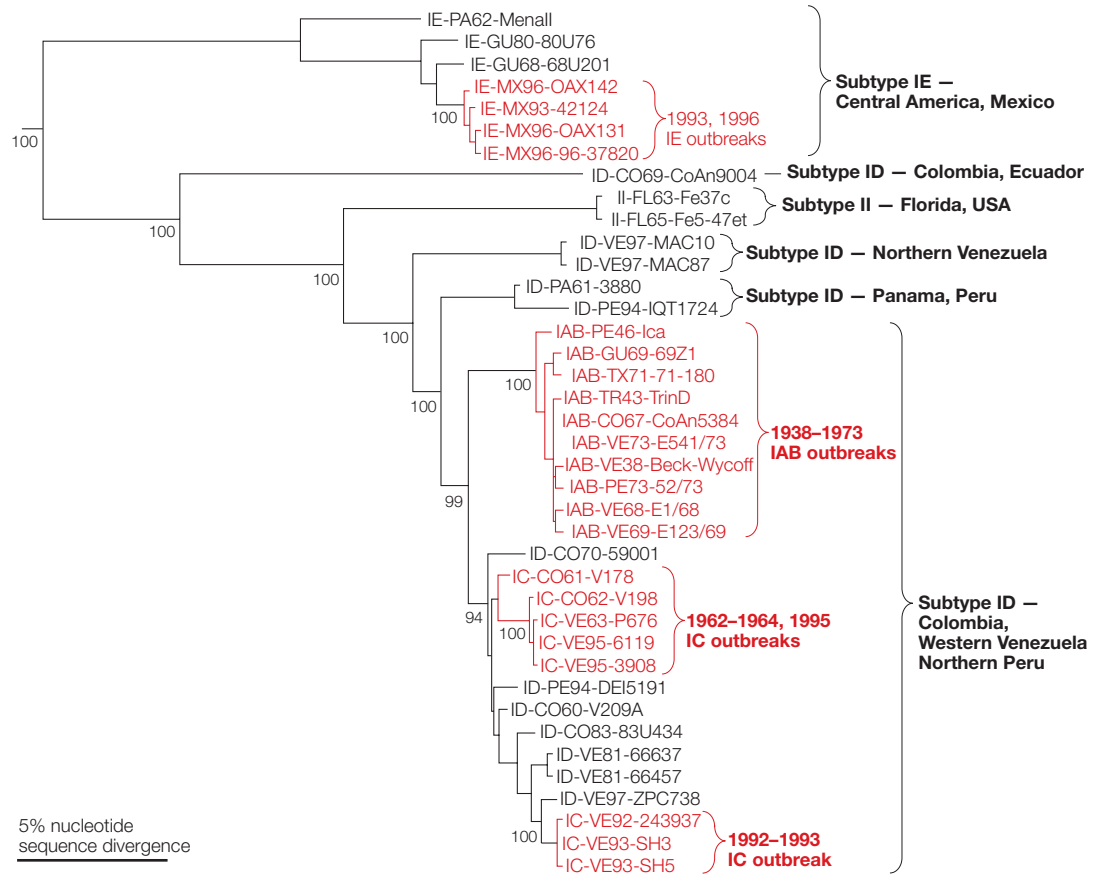 IE-PA62-Menall
IE-GU80-80U76
IE-GU68-68U201
IE-MX96-OAX142
IE-MX93-42124
IE-MX96-OAX131
IE-MX96-96-37820
100
1993, 1996
IE outbreaks
Subtype IE —
Central America, Mexico
100
ID-CO69-CoAn9004
Subtype ID — Colombia, Ecuador
100
II-FL63-Fe37c
II-FL65-Fe5-47et
Subtype II — Florida, USA
100
ID-VE97-MAC10
ID-VE97-MAC87
Subtype ID — Northern Venezuela
100
ID-PA61-3880
ID-PE94-IQT1724
Subtype ID — Panama, Peru
100
IAB-PE46-Ica
IAB-GU69-69Z1
IAB-TX71-71-180
IAB-TR43-TrinD
IAB-CO67-CoAn5384
IAB-VE73-E541/73
IAB-VE38-Beck-Wycoff
IAB-PE73-52/73
IAB-VE68-E1/68
IAB-VE69-E123/69
100
1938–1973
IAB outbreaks
99
ID-CO70-59001
IC-CO61-V178
IC-CO62-V198
IC-VE63-P676
IC-VE95-6119
IC-VE95-3908
94
100
1962–1964, 1995
IC outbreaks
Subtype ID —
Colombia,
Western Venezuela
Northern Peru
ID-PE94-DEI5191
ID-CO60-V209A
ID-CO83-83U434
ID-VE81-66637
ID-VE81-66457
ID-VE97-ZPC738
IC-VE92-243937
IC-VE93-SH3
IC-VE93-SH5
100
1992–1993
IC outbreak
5% nucleotide
sequence divergence